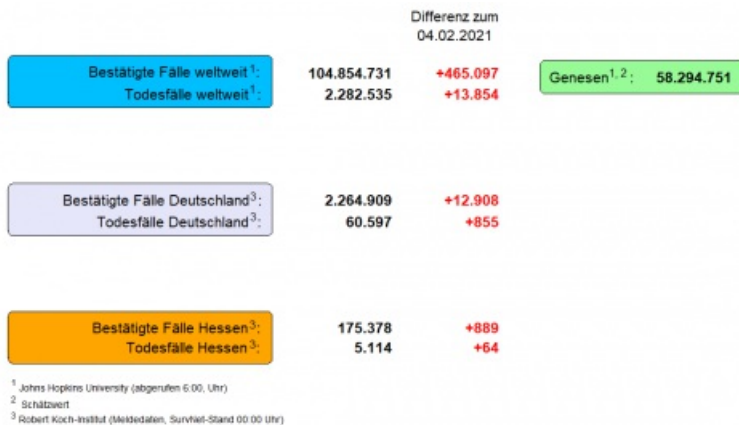 Differenz zum
04.02.2021
Bestätigte Fälle weltweit¹: 104.854.731 +465.097 Genesen¹˒²: 58.294.751
Todesfälle weltweit¹: 2.282.535 +13.854
Bestätigte Fälle Deutschland³: 2.264.909 +12.908
Todesfälle Deutschland³: 60.597 +855
Bestätigte Fälle Hessen³: 175.378 +889
Todesfälle Hessen³: 5.114 +64
¹ Johns Hopkins University (abgerufen 6:00, Uhr)
² Schätzwert
³ Robert Koch-Institut (Meldedaten, SurvNet-Stand 00:00 Uhr)